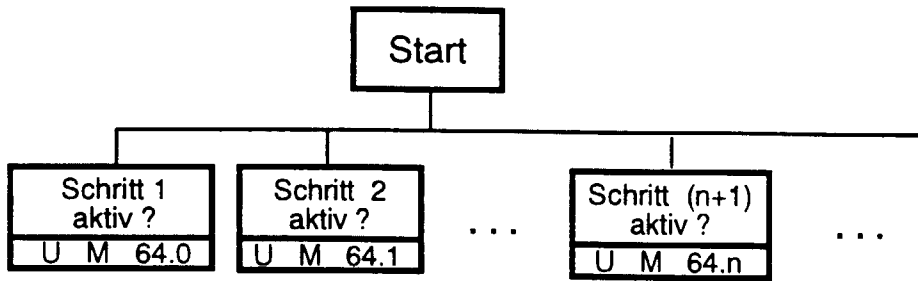 Start
Schritt 1
aktiv ?
U M 64.0
Schritt 2
aktiv ?
U M 64.1
...
Schritt (n+1)
aktiv ?
U M 64.n
...